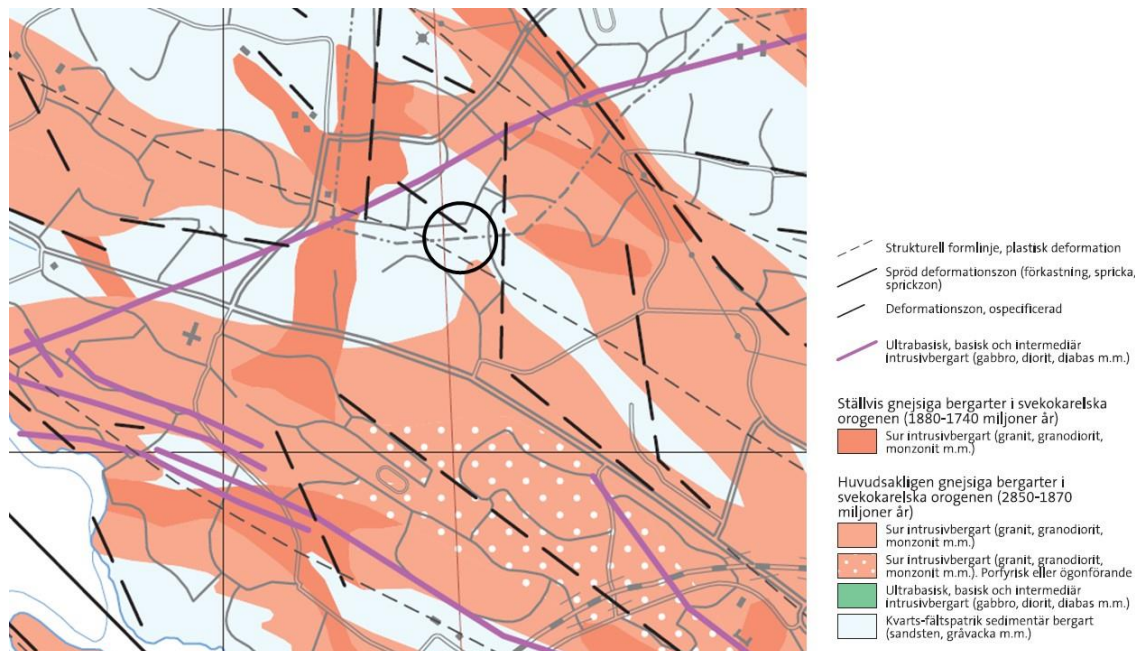 Strukturell formlinje, plastisk deformation
Spröd deformationszon (förkastning, spricka,
sprickzon)
Deformationszon, ospecificerad
Ultrabasisk, basisk och intermediär
intrusivbergart (gabbro, diorit, diabas m.m.)
Ställvis gnejsiga bergarter i svekokarelska
orogenen (1880-1740 miljoner år)
Sur intrusivbergart (granit, granodiorit,
monzonit m.m.)
Huvudsakligen gnejsiga bergarter i
svekokarelska orogenen (2850-1870
miljoner år)
Sur intrusivbergart (granit, granodiorit,
monzonit m.m.)
Sur intrusivbergart (granit, granodiorit,
monzonit m.m.). Porfyrisk eller ögonförande
Ultrabasisk, basisk och intermediär
intrusivbergart (gabbro, diorit, diabas m.m.)
Kvarts-fältspatrik sedimentär bergart
(sandsten, gråvacka m.m.)